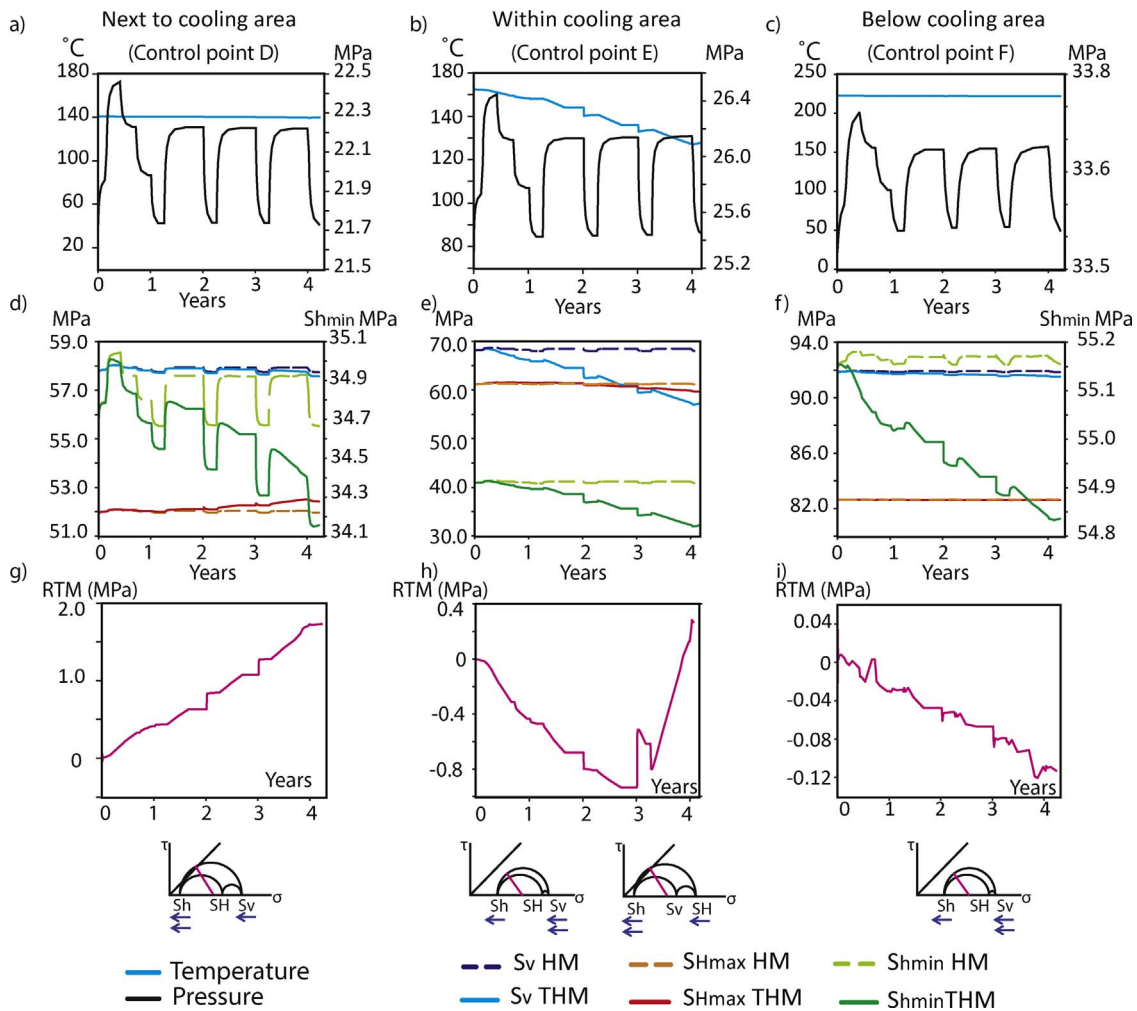 a) Next to cooling area
(Control point D)
°C MPa
180
140
100
60
20
22.5
22.3
22.1
21.9
21.7
21.5
0 1 2 3 4
Years
b) Within cooling area
(Control point E)
°C MPa
170
160
140
120
100
80
26.4
26.0
25.6
25.2
0 1 2 3 4
Years
c) Below cooling area
(Control point F)
°C MPa
250
200
150
100
50
0
33.8
33.6
33.5
0 1 2 3 4
Years
d)
MPa Shmin MPa
59.0
57.0
55.0
53.0
51.0
35.1
34.9
34.7
34.5
34.3
34.1
0 1 2 3 4
Years
e)
MPa
70.0
60.0
50.0
40.0
30.0
0 1 2 3 4
Years
f)
MPa Shmin MPa
94.0
90.0
86.0
82.0
55.2
55.1
55.0
54.9
54.8
0 1 2 3 4
Years
g)
RTM (MPa)
2.0
1.0
0
Years
0 1 2 3 4
h)
RTM (MPa)
0.4
0
-0.4
-0.8
Years
0 1 2 3 4
i)
RTM (MPa)
0.04
0
-0.04
-0.08
-0.12
Years
0 1 2 3 4
τ
σ
Sh SH Sv
τ
σ
Sh SH Sv
τ
σ
Sh Sv SH
τ
σ
Sh SH Sv
Temperature
Pressure
Sv HM SHmax HM Shmin HM
Sv THM SHmax THM ShminTHM